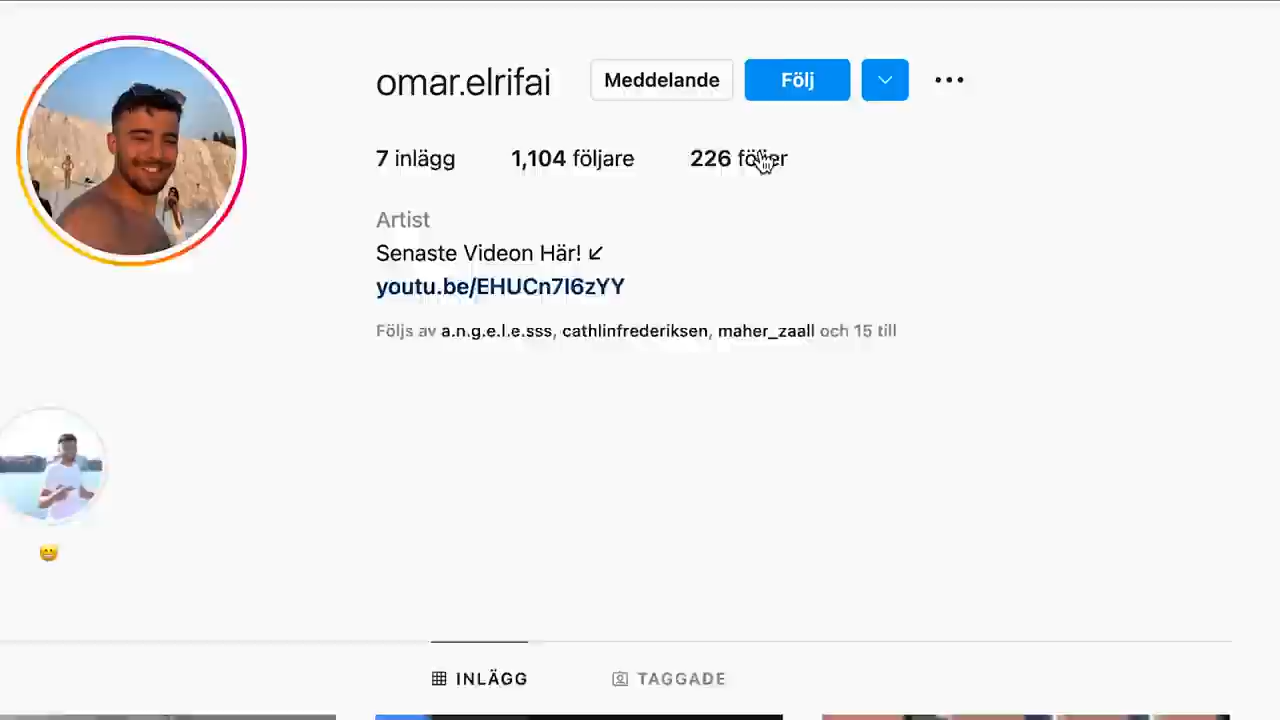 omar.elrifai
Meddelande
Följ
7 inlägg
1,104 följare
226 följer
Artist
Senaste Videon Här! ↙
youtu.be/EHUCn7I6zYY
Följs av a.n.g.e.l.e.sss, cathlinfrederiksen, maher_zaall och 15 till
😁
INLÄGG
TAGGADE